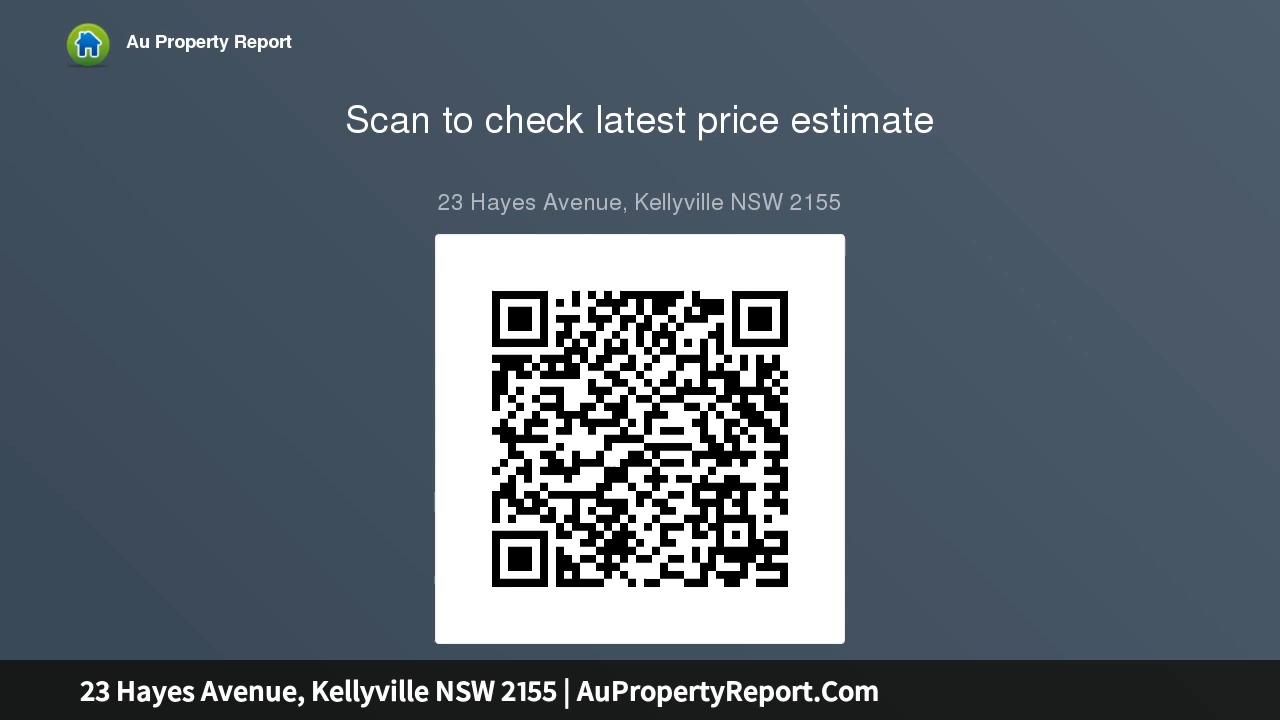 Au Property Report
Scan to check latest price estimate
23 Hayes Avenue, Kellyville NSW 2155
23 Hayes Avenue, Kellyville NSW 2155 | AuPropertyReport.Com